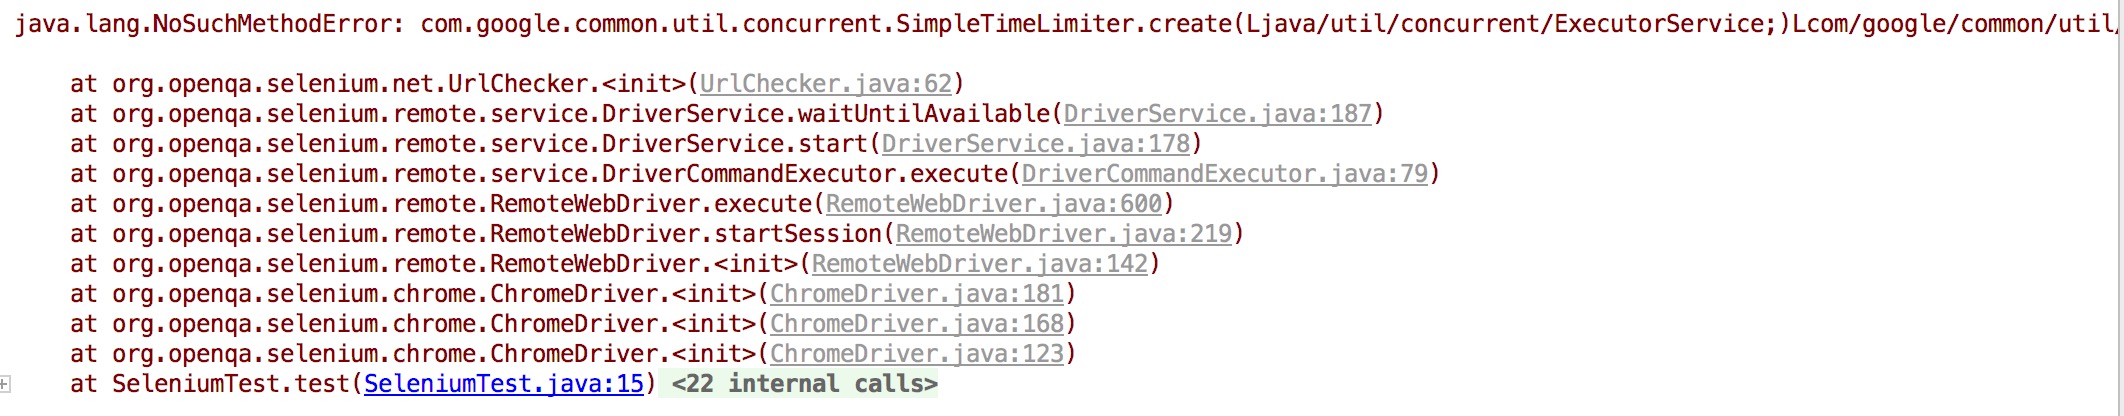 java.lang.NoSuchMethodError: com.google.common.util.concurrent.SimpleTimeLimiter.create(Ljava/util/concurrent/ExecutorService;)Lcom/google/common/util/
at org.openqa.selenium.net.UrlChecker.<init>(UrlChecker.java:62)
at org.openqa.selenium.remote.service.DriverService.waitUntilAvailable(DriverService.java:187)
at org.openqa.selenium.remote.service.DriverService.start(DriverService.java:178)
at org.openqa.selenium.remote.service.DriverCommandExecutor.execute(DriverCommandExecutor.java:79)
at org.openqa.selenium.remote.RemoteWebDriver.execute(RemoteWebDriver.java:600)
at org.openqa.selenium.remote.RemoteWebDriver.startSession(RemoteWebDriver.java:219)
at org.openqa.selenium.remote.RemoteWebDriver.<init>(RemoteWebDriver.java:142)
at org.openqa.selenium.chrome.ChromeDriver.<init>(ChromeDriver.java:181)
at org.openqa.selenium.chrome.ChromeDriver.<init>(ChromeDriver.java:168)
at org.openqa.selenium.chrome.ChromeDriver.<init>(ChromeDriver.java:123)
at SeleniumTest.test(SeleniumTest.java:15) <22 internal calls>